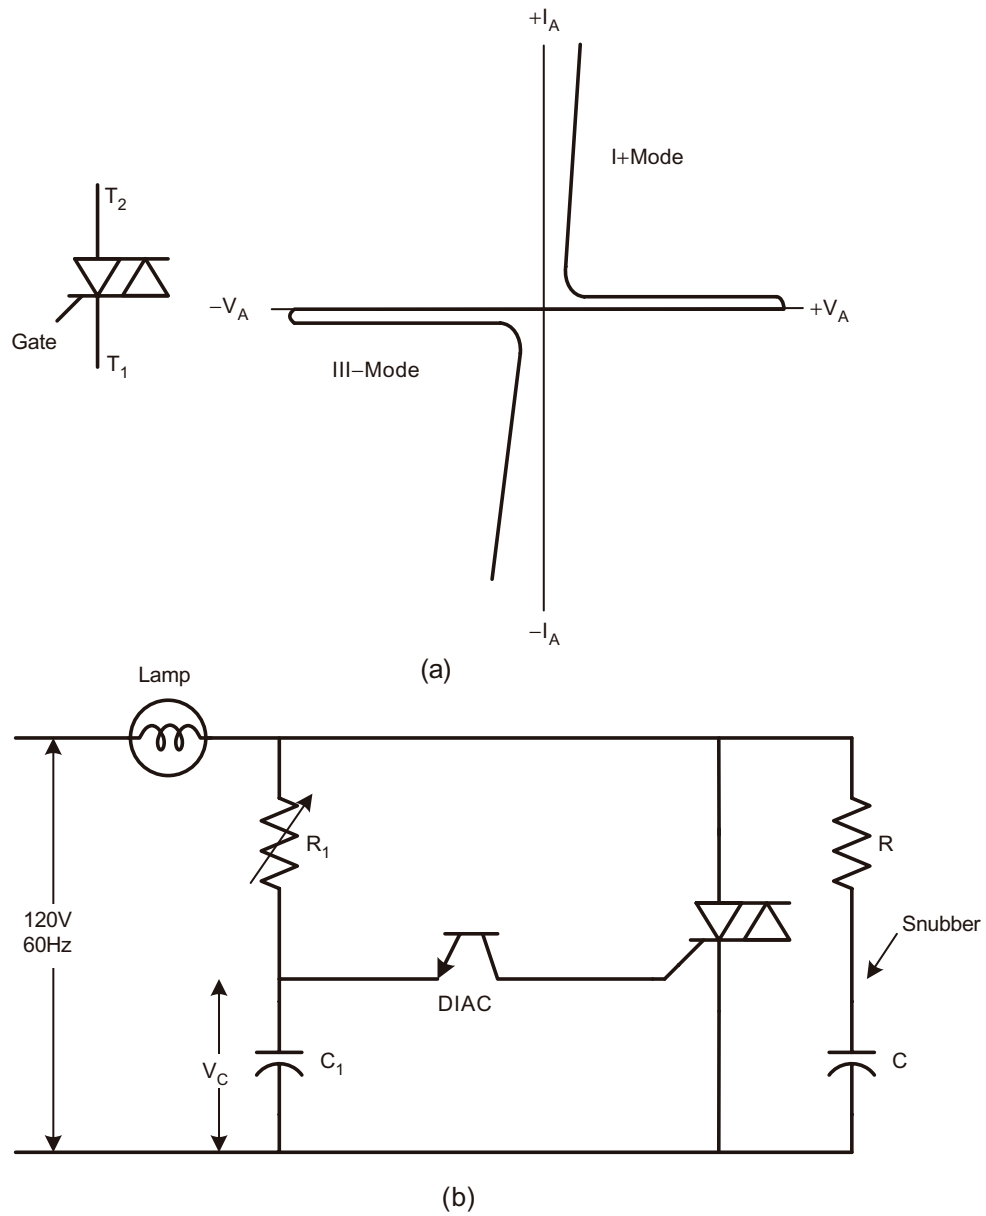 +I_A
I+Mode
T_2
−V_A
+V_A
Gate
T_1
III−Mode
−I_A
(a)
Lamp
R_1
R
120V
60Hz
Snubber
DIAC
V_C
C_1
C
(b)